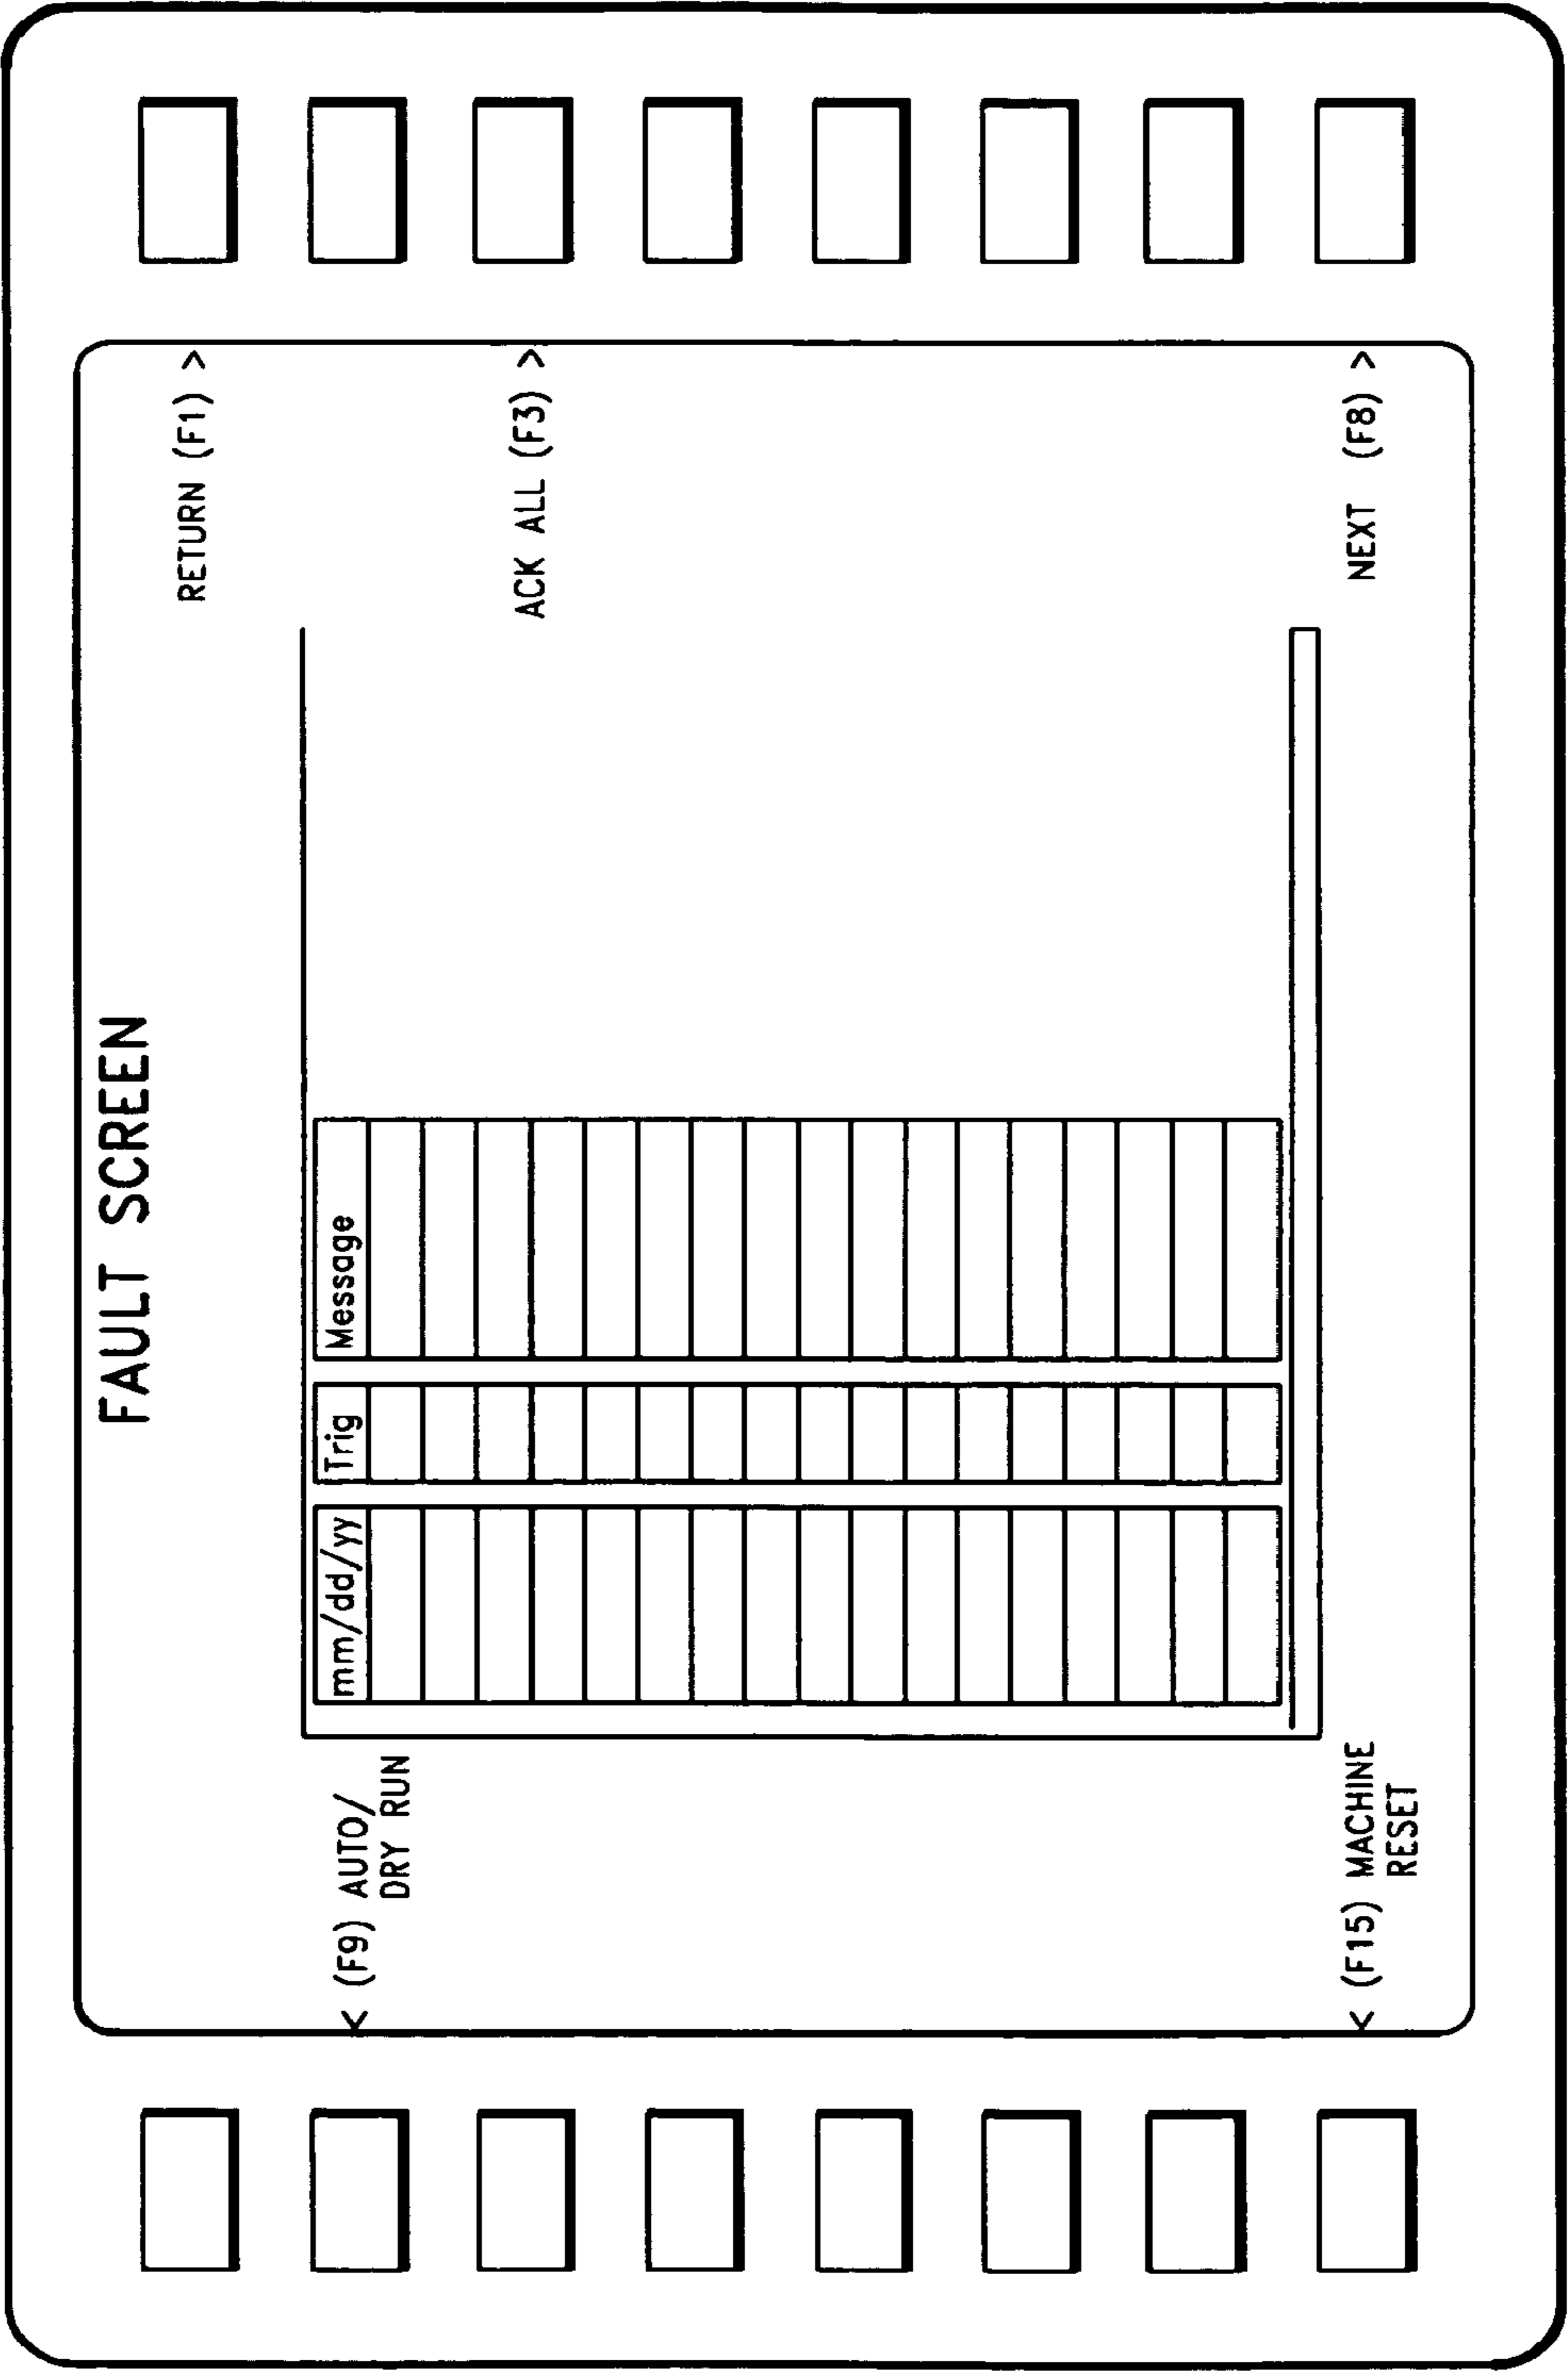 FAULT SCREEN
RETURN (F1) >
< (F9) AUTO/
DRY RUN
mm/dd/yy
Trig
Message
ACK ALL (F3) >
< (F15) MACHINE
RESET
NEXT (F8) >